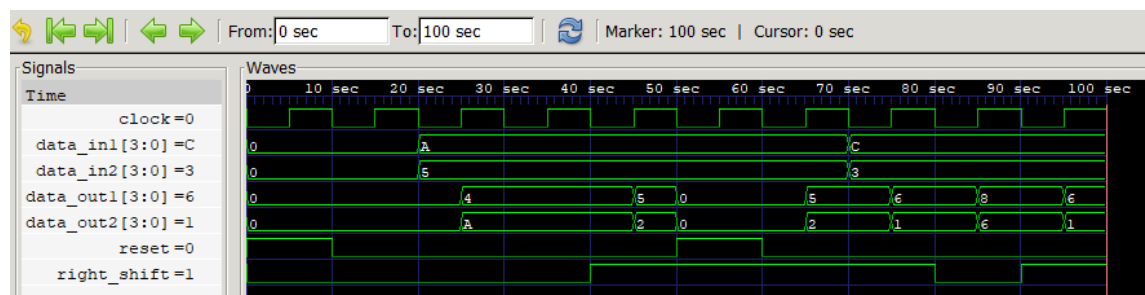 From: 0 sec To: 100 sec Marker: 100 sec | Cursor: 0 sec
Signals Waves
Time 0 10 sec 20 sec 30 sec 40 sec 50 sec 60 sec 70 sec 80 sec 90 sec 100 sec
clock=0
data_in1[3:0]=C 0 A C
data_in2[3:0]=3 0 5 3
data_out1[3:0]=6 0 4 5 0 5 6 8 6
data_out2[3:0]=1 0 A 2 0 2 1 6 1
reset=0
right_shift=1